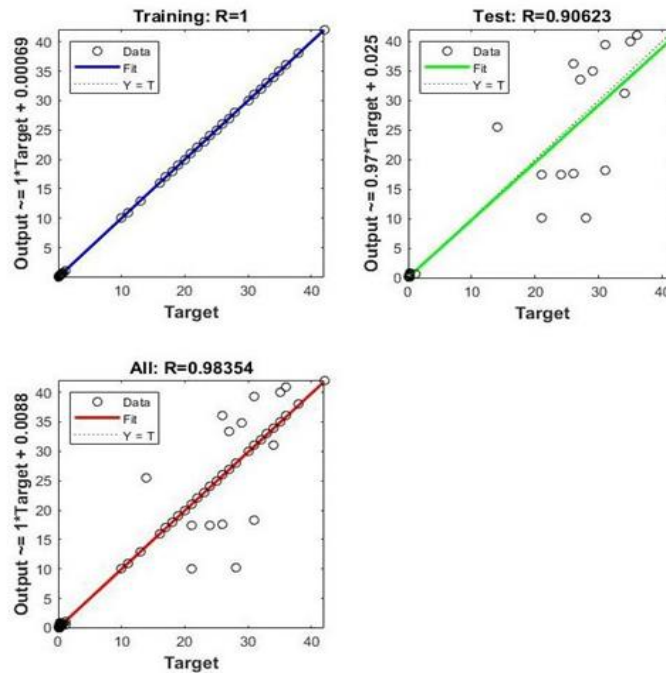 Training: R=1
Output ~= 1*Target + 0.00069
40
35
30
25
20
15
10
5
Data
Fit
Y = T
10
20
30
40
Target
Test: R=0.90623
Output ~= 0.97*Target + 0.025
40
35
30
25
20
15
10
5
0
Data
Fit
Y = T
0
10
20
30
40
Target
All: R=0.98354
Output ~= 1*Target + 0.0088
40
35
30
25
20
15
10
5
0
Data
Fit
Y = T
0
10
20
30
40
Target